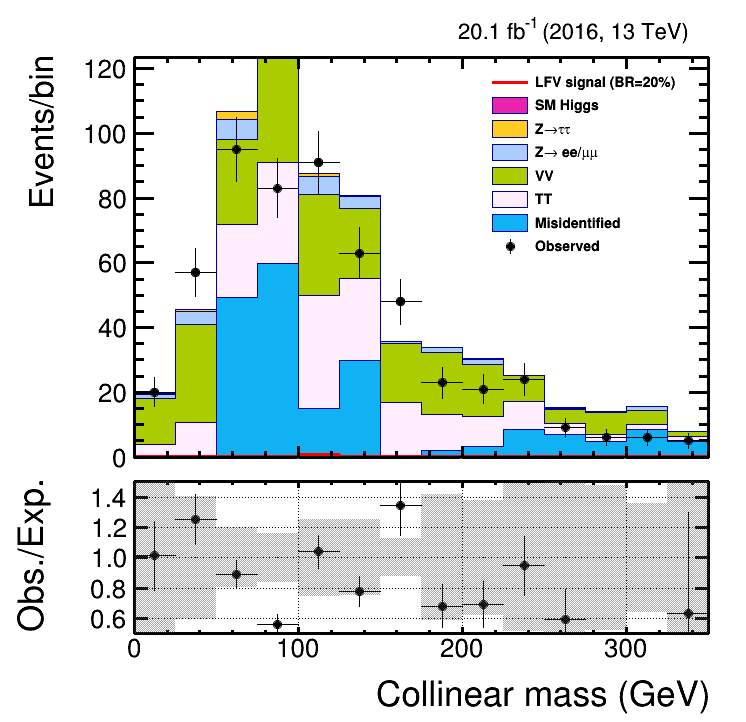 20.1 fb-1 (2016, 13 TeV)
Events/bin
120
100
80
60
40
20
0
LFV signal (BR=20%)
SM Higgs
Z→ττ
Z→ ee/μμ
VV
TT
Misidentified
Observed
Obs./Exp.
1.4
1.2
1.0
0.8
0.6
0 100 200 300
Collinear mass (GeV)